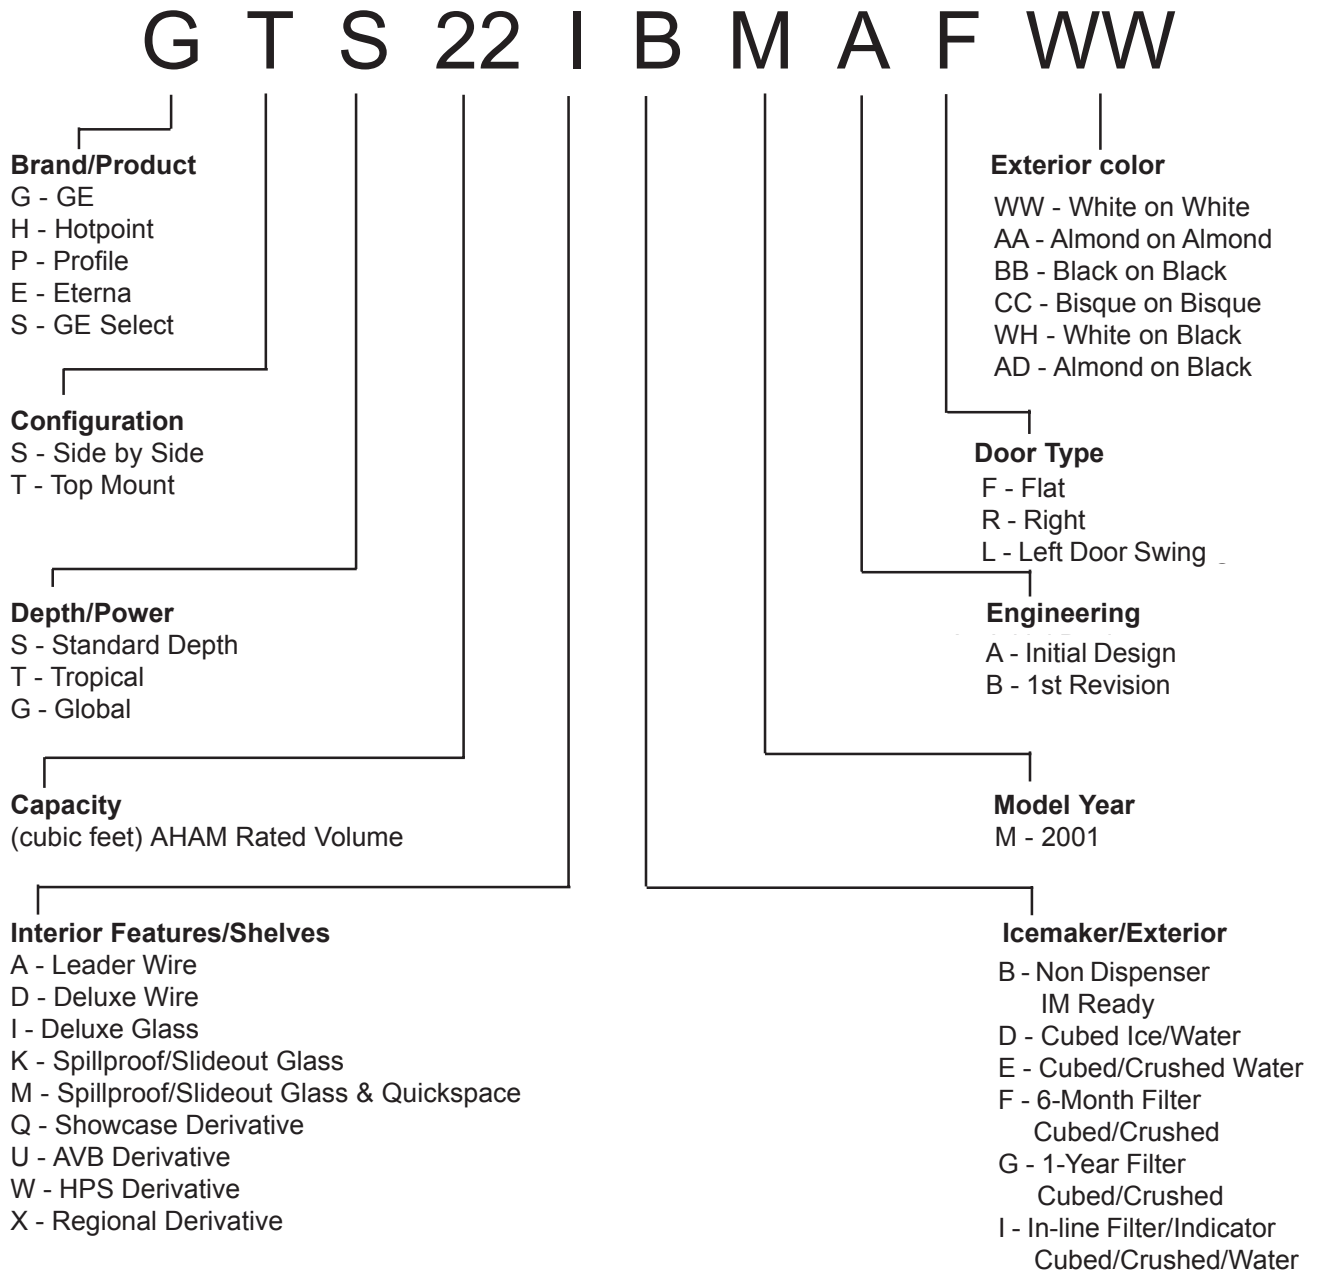 G T S 22 I B M A F WW
Brand/Product
G - GE
H - Hotpoint
P - Profile
E - Eterna
S - GE Select
Configuration
S - Side by Side
T - Top Mount
Depth/Power
S - Standard Depth
T - Tropical
G - Global
Capacity
(cubic feet) AHAM Rated Volume
Interior Features/Shelves
A - Leader Wire
D - Deluxe Wire
I - Deluxe Glass
K - Spillproof/Slideout Glass
M - Spillproof/Slideout Glass & Quickspace
Q - Showcase Derivative
U - AVB Derivative
W - HPS Derivative
X - Regional Derivative
Exterior color
WW - White on White
AA - Almond on Almond
BB - Black on Black
CC - Bisque on Bisque
WH - White on Black
AD - Almond on Black
Door Type
F - Flat
R - Right
L - Left Door Swing
Engineering
A - Initial Design
B - 1st Revision
Model Year
M - 2001
Icemaker/Exterior
B - Non Dispenser
IM Ready
D - Cubed Ice/Water
E - Cubed/Crushed Water
F - 6-Month Filter
Cubed/Crushed
G - 1-Year Filter
Cubed/Crushed
I - In-line Filter/Indicator
Cubed/Crushed/Water